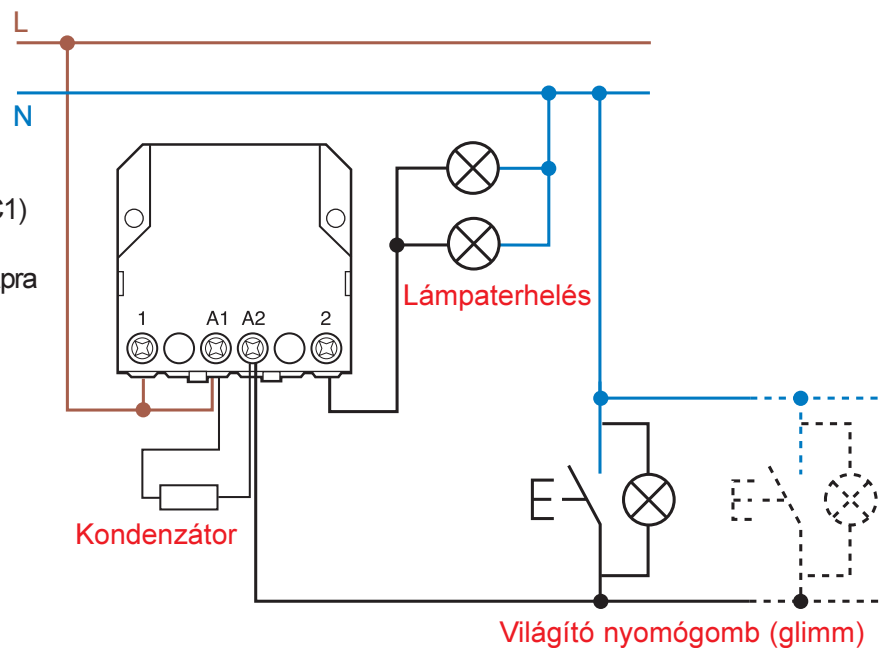 L
N
C1)
pra
1 A1 A2 2
Lámpaterhelés
Kondenzátor
Világító nyomógomb (glimm)